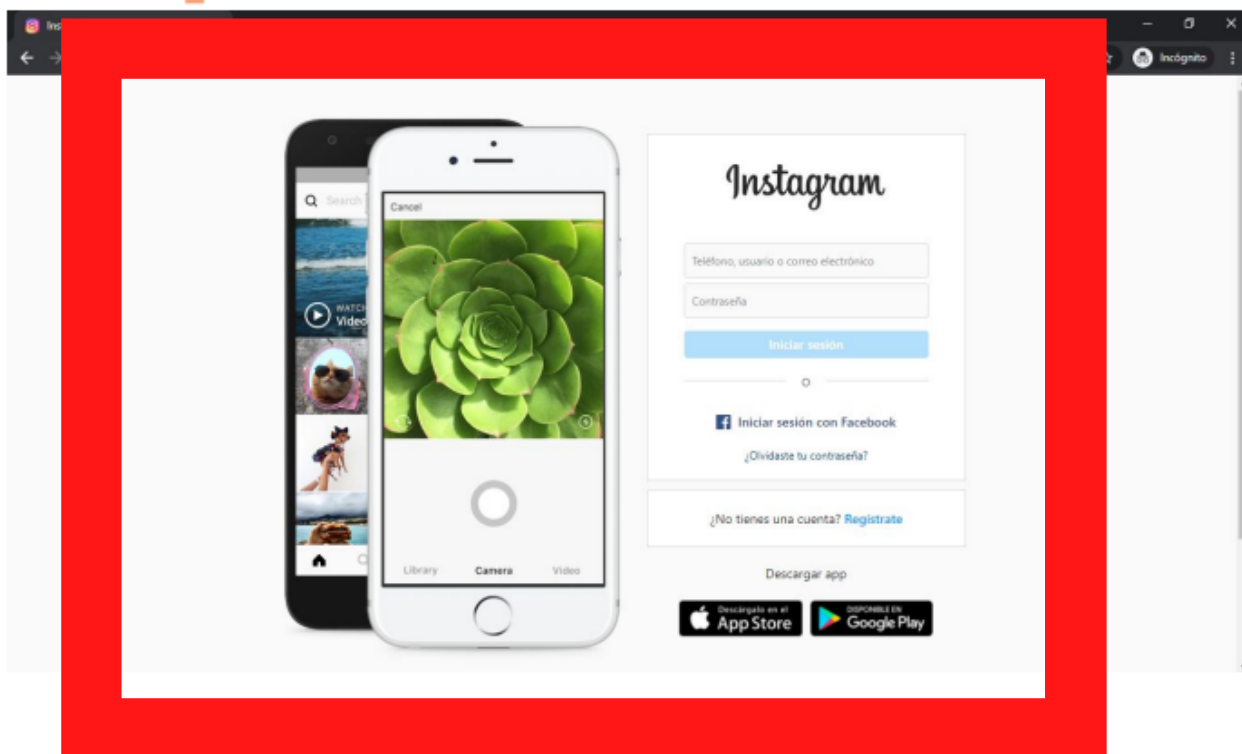 Ins
Incógnito
Search
Cancel
WATCH
Video
Library Camera Video
Instagram
Teléfono, usuario o correo electrónico
Contraseña
Iniciar sesión
O
Iniciar sesión con Facebook
¿Olvidaste tu contraseña?
¿No tienes una cuenta? Regístrate
Descargar app
Descárgalo en el
App Store
DISPONIBLE EN
Google Play